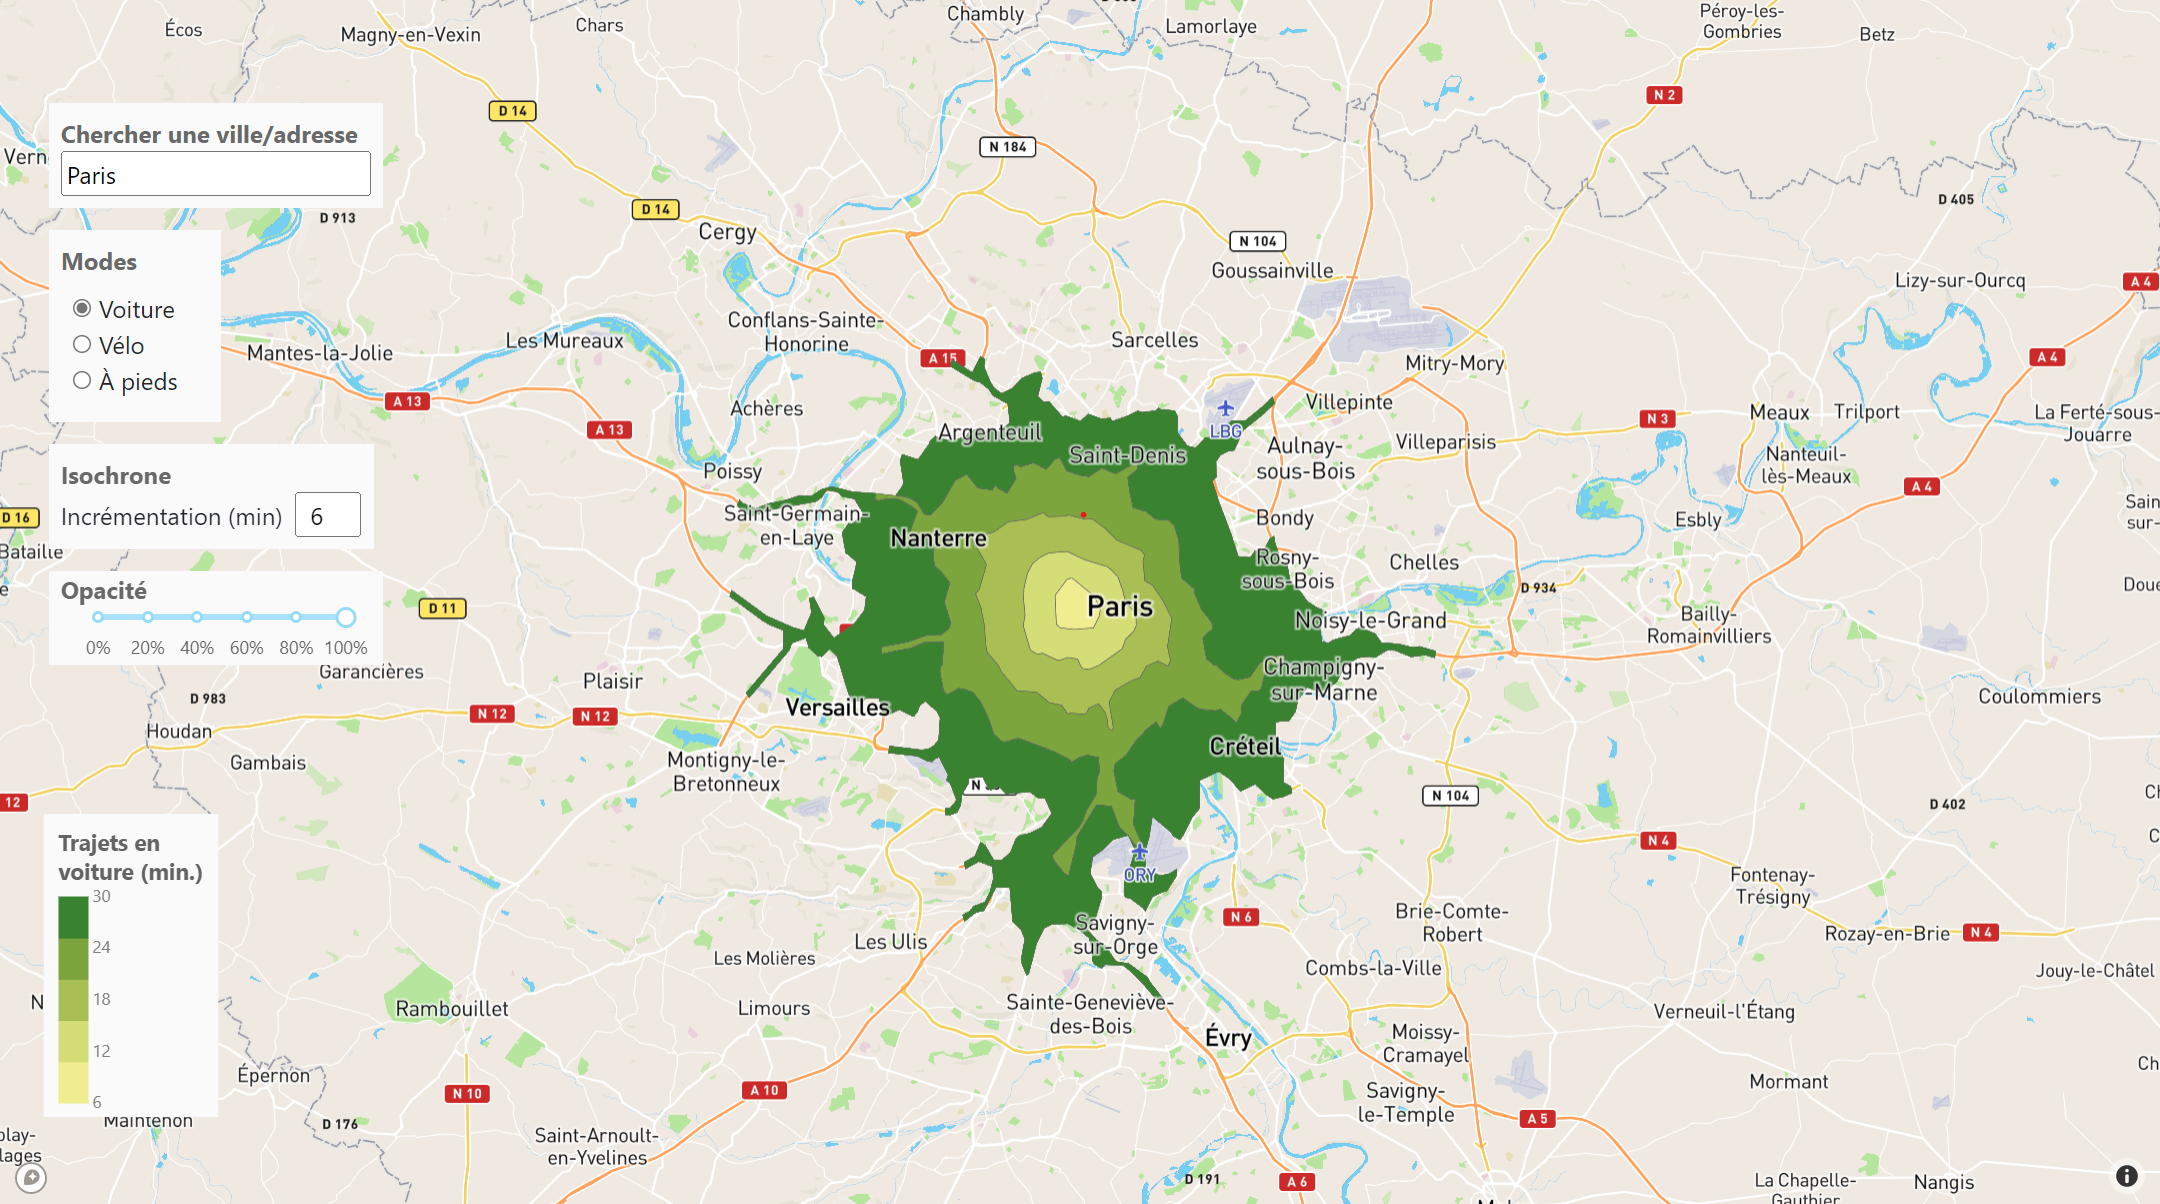 Écos
Magny-en-Vexin
Chars
Chambly
Lamorlaye
Péroy-les-
Gombries
Betz
N 2
D 14
N 184
Chercher une ville/adresse
Paris
Vern
D 913
D 14
Cergy
N 104
Goussainville
D 405
Lizy-sur-Ourcq
A 4
Modes
Voiture
Vélo
À pieds
Mantes-la-Jolie
Les Mureaux
Conflans-Sainte-
Honorine
Sarcelles
A 15
Mitry-Mory
A 4
A 13
A 13
Achères
Argenteuil
Saint-Denis
LBG
Villepinte
Aulnay-
sous-Bois
Villeparisis
N 3
Meaux
Trilport
La Ferté-sous-
Jouarre
Nanteuil-
lès-Meaux
A 4
Poissy
Isochrone
Incrémentation (min)
6
D 16
Bataille
Saint-Germain-
en-Laye
Nanterre
Bondy
Esbly
Sain
sur-
Rosny-
sous-Bois
Chelles
D 934
Doue
Opacité
0%
20%
40%
60%
80%
100%
D 11
Paris
Noisy-le-Grand
Bailly-
Romainvilliers
Garancières
Plaisir
Champigny-
sur-Marne
Coulommiers
D 983
N 12
N 12
Versailles
Houdan
Gambais
Montigny-le-
Bretonneux
Créteil
N
N 104
D 402
12
N 4
Trajets en
voiture (min.)
30
24
18
12
6
ORY
Fontenay-
Trésigny
Savigny-
sur-Orge
N 6
Brie-Comte-
Robert
Rozay-en-Brie
N 4
Les Ulis
Les Molières
Combs-la-Ville
Jouy-le-Châtel
N
Rambouillet
Limours
Sainte-Geneviève-
des-Bois
Évry
Verneuil-l'Étang
Moissy-
Cramayel
Épernon
N 10
A 10
Mormant
Ch
Savigny-
le-Temple
A 5
Maintenon
D 176
Saint-Arnoult-
en-Yvelines
play-
lages
D 191
A 6
La Chapelle-
Gauthier
Nangis